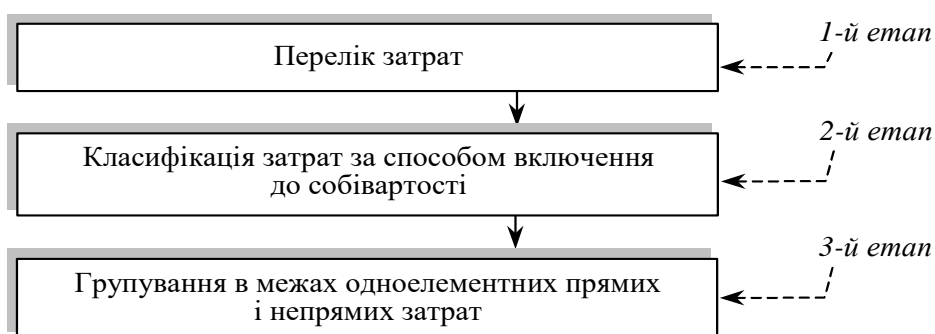 1-й етап
Перелік затрат
2-й етап
Класифікація затрат за способом включення
до собівартості
3-й етап
Групування в межах одноелементних прямих
і непрямих затрат